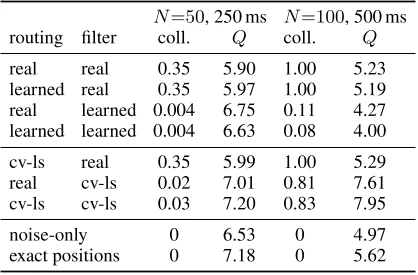 N=50, 250 ms N=100, 500 ms
routing filter coll. Q coll. Q
real real 0.35 5.90 1.00 5.23
learned real 0.35 5.97 1.00 5.19
real learned 0.004 6.75 0.11 4.27
learned learned 0.004 6.63 0.08 4.00
cv-ls real 0.35 5.99 1.00 5.29
real cv-ls 0.02 7.01 0.81 7.61
cv-ls cv-ls 0.03 7.20 0.83 7.95
noise-only 0 6.53 0 4.97
exact positions 0 7.18 0 5.62